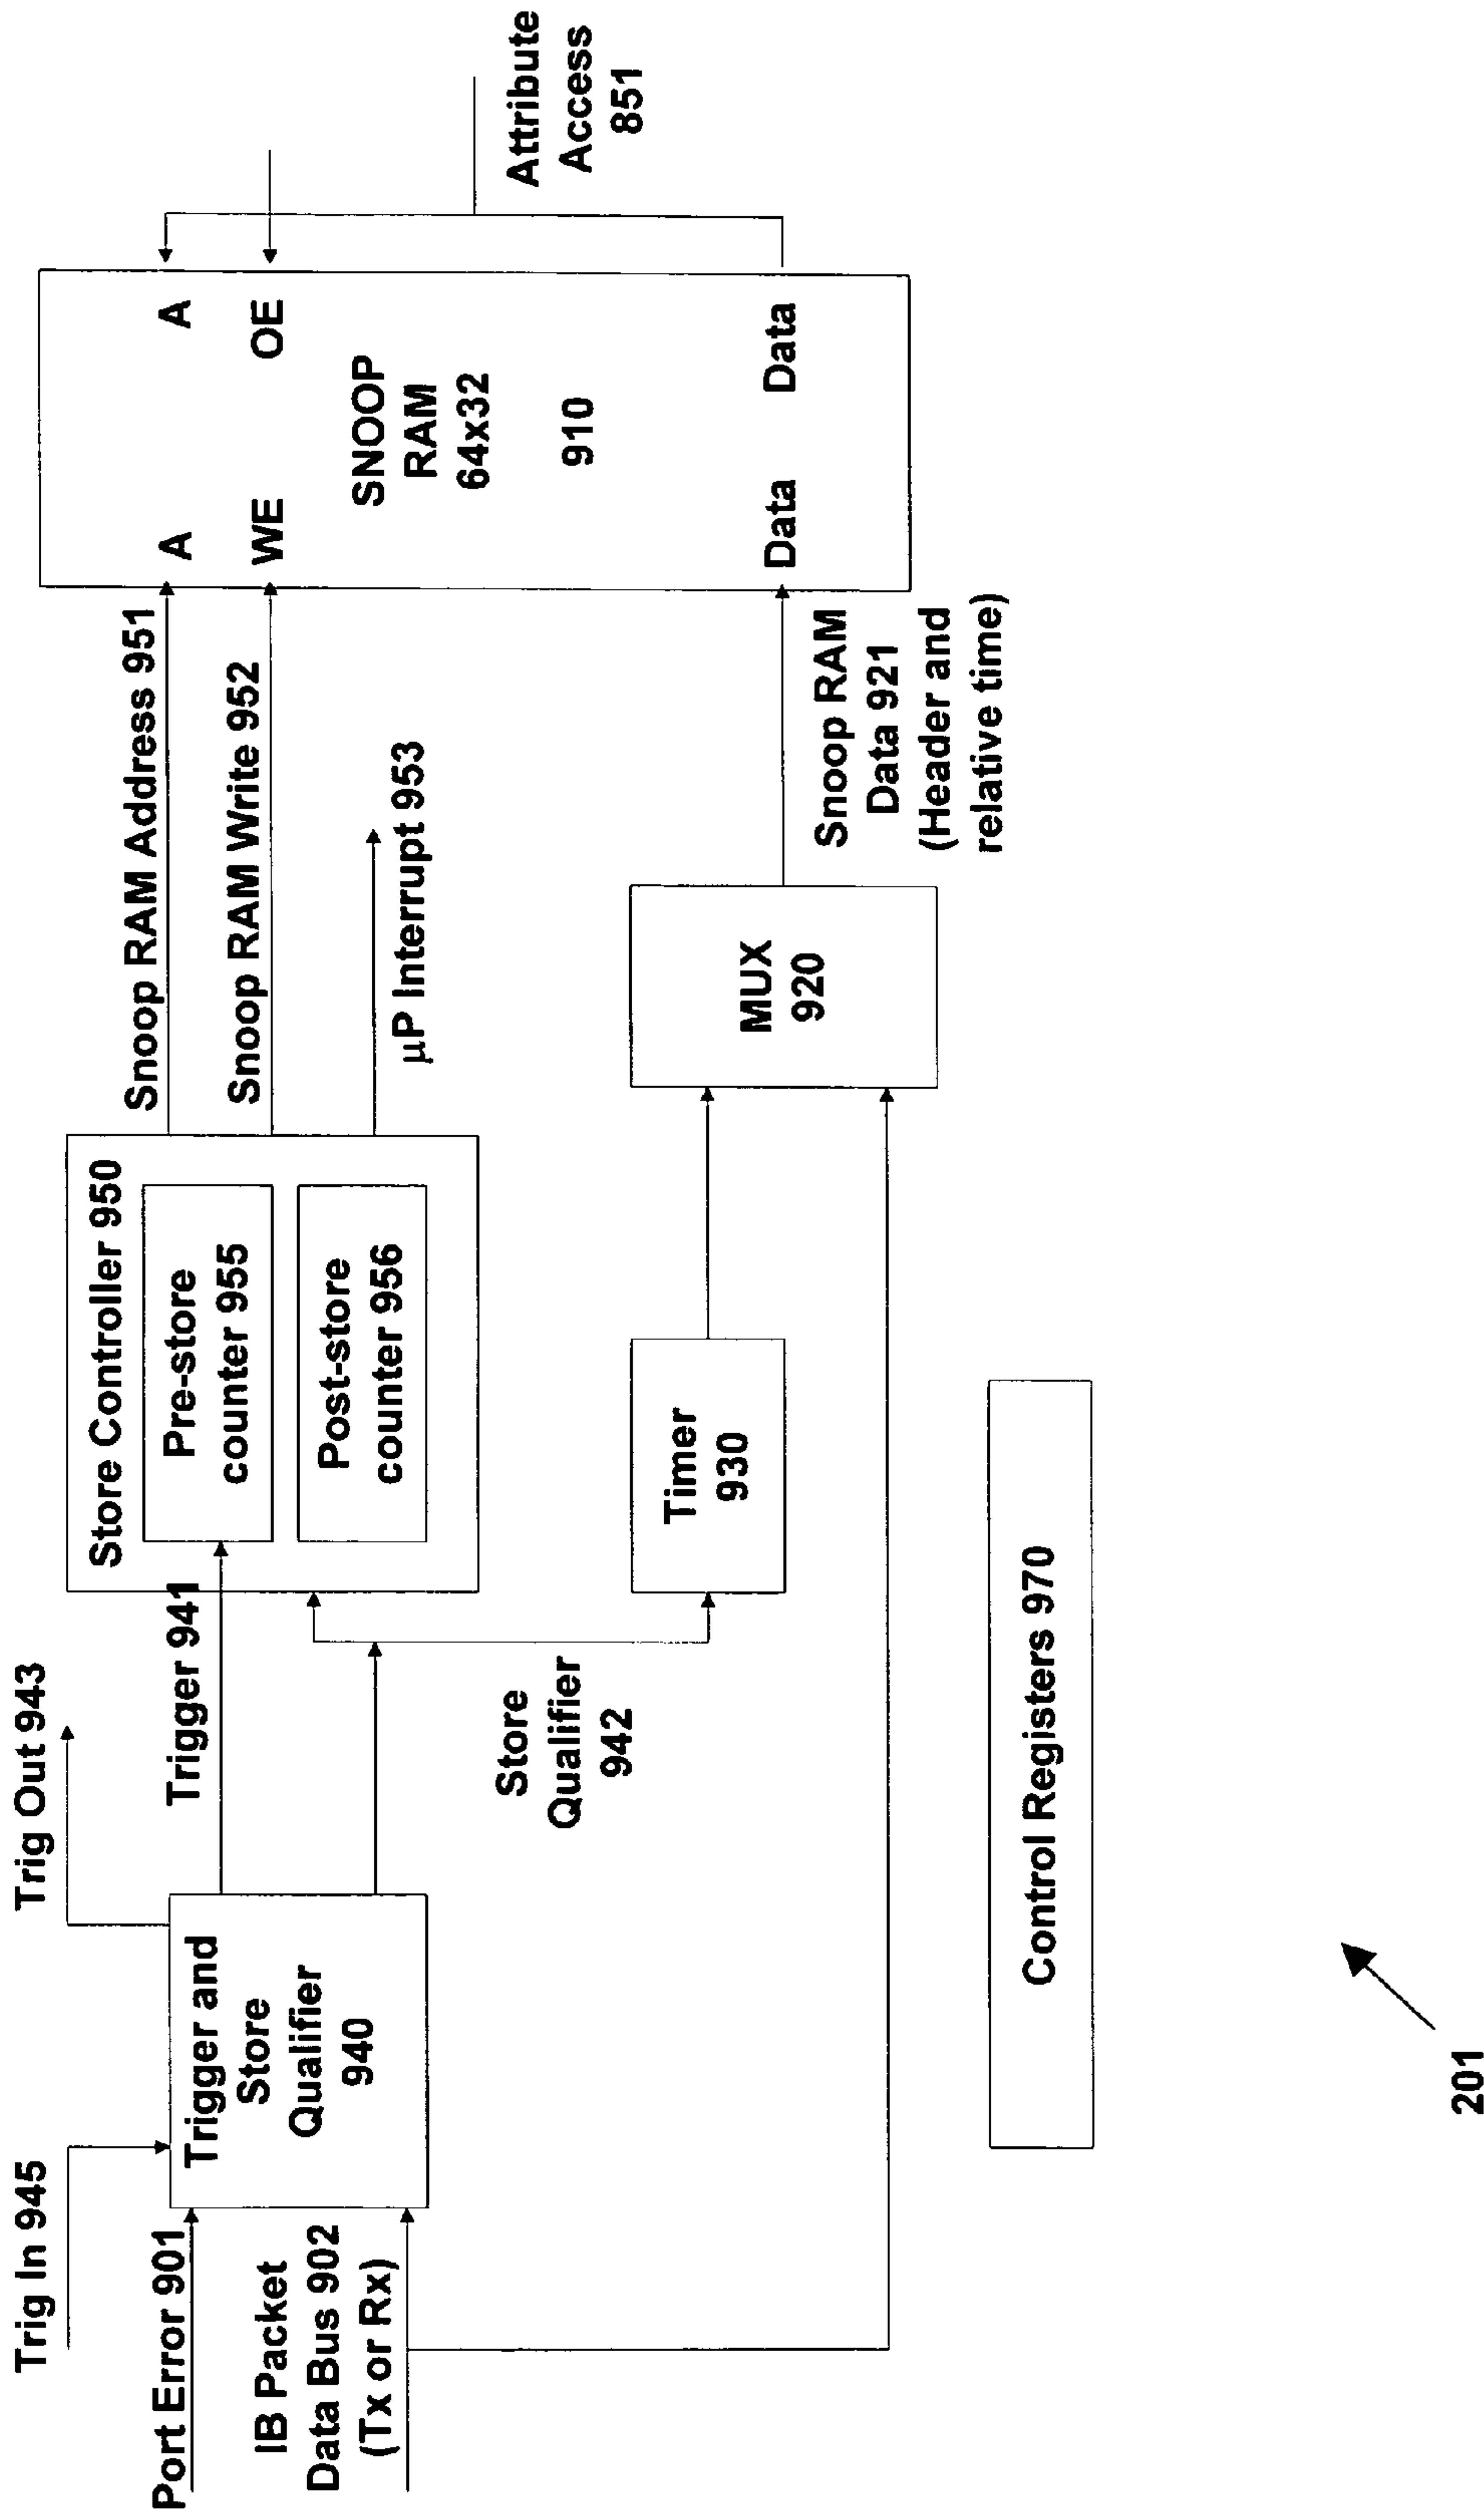 Trig In 945
Trig Out 943
Port Error 901
IB Packet
Data Bus 902
(Tx or Rx)
Trigger and
Store
Qualifier
940
Trigger 941
Store
Qualifier
942
Store Controller 950
Pre-store
counter 955
Post-store
counter 956
Snoop RAM Address 951
Snoop RAM Write 952
µP Interrupt 953
Timer
930
MUX
920
Snoop RAM
Data 921
(Header and
relative time)
A
A
WE
OE
SNOOP
RAM
64x32
910
Data
Data
Attribute
Access
851
Control Registers 970
201